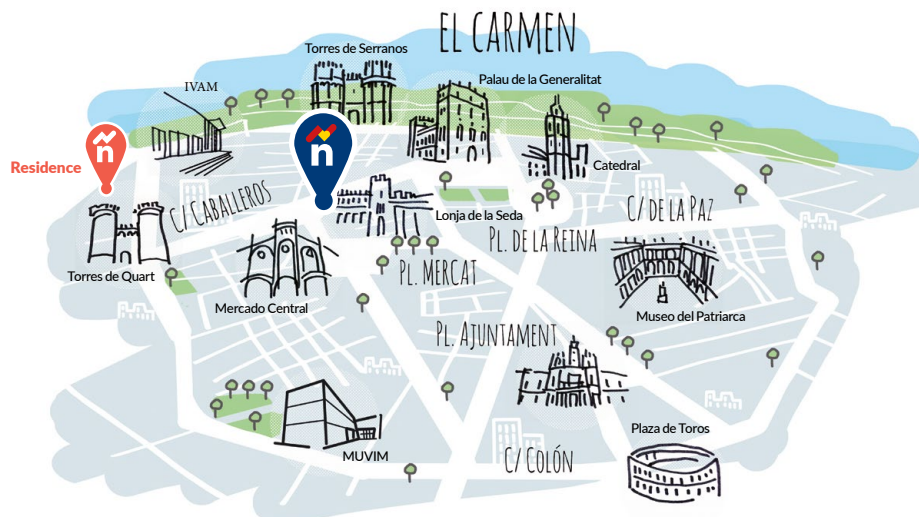 EL CARMEN
Torres de Serranos
Palau de la Generalitat
IVAM
ñ
ñ
Residence
Catedral
C/ CABALLEROS
Lonja de la Seda
C/ DE LA PAZ
PL. DE LA REINA
Torres de Quart
PL. MERCAT
Mercado Central
Museo del Patriarca
PL. AJUNTAMENT
Plaza de Toros
MUVIM
C/ COLÓN